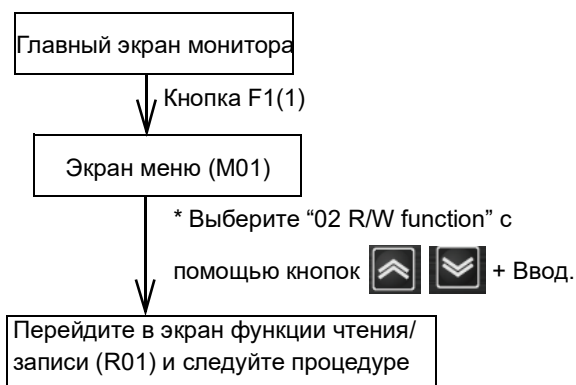 Главный экран монитора
Кнопка F1(1)
Экран меню (M01)
* Выберите “02 R/W function” с
помощью кнопок + Ввод.
Перейдите в экран функции чтения/
записи (R01) и следуйте процедуре